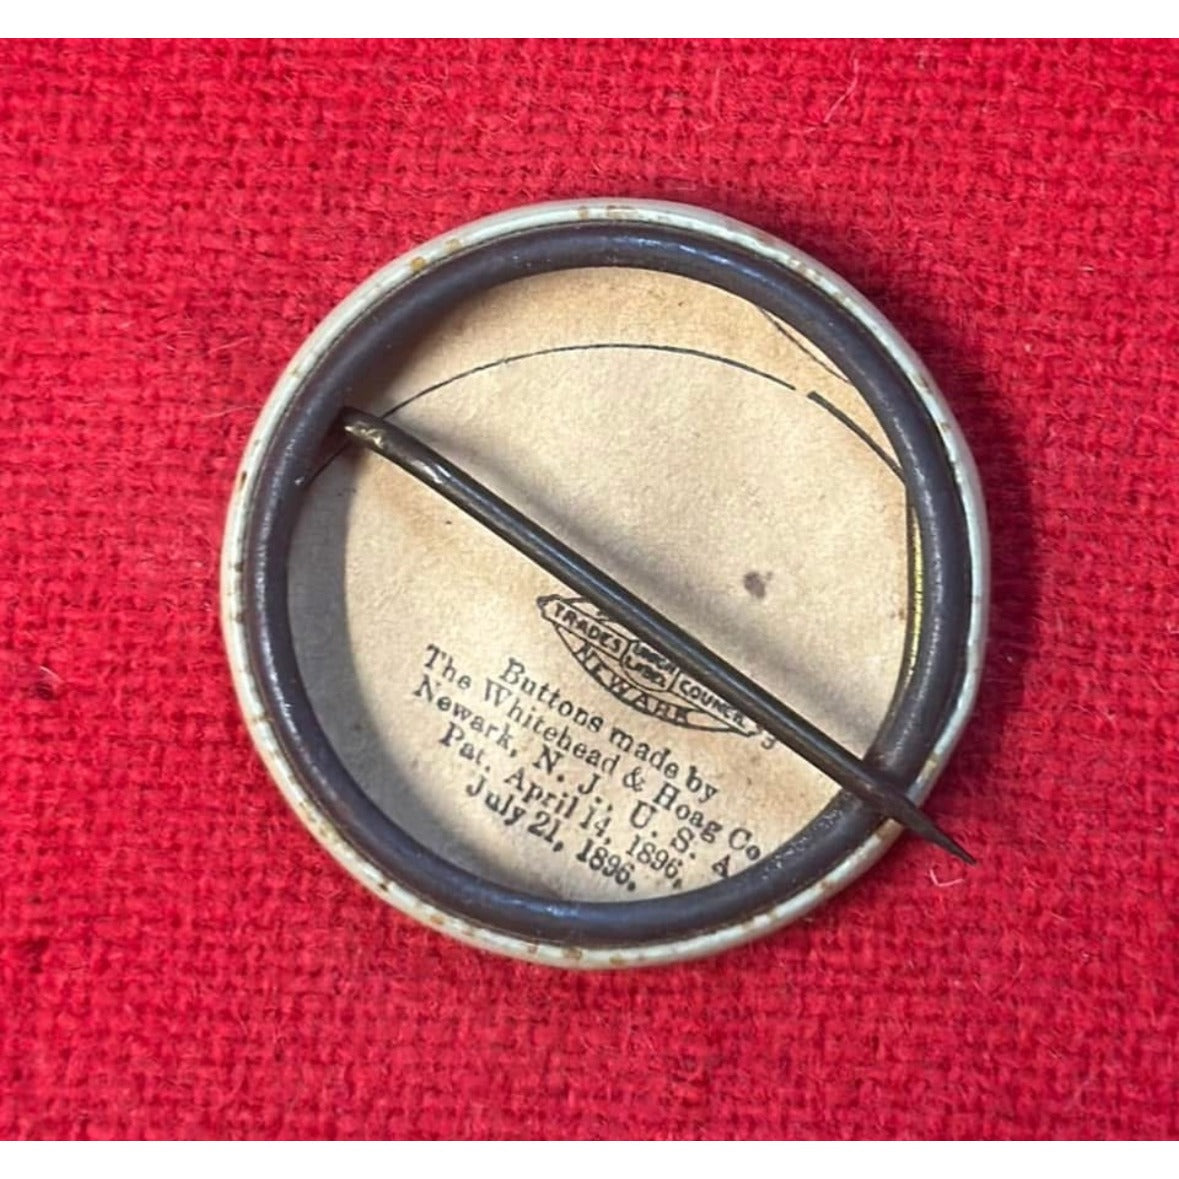 TRADES COUNCIL
UNION
LABEL
NEWARK
3
Buttons made by
The Whitehead & Hoag Co
Newark, N. J., U. S. A
Pat. April 14, 1896,
July 21, 1896.